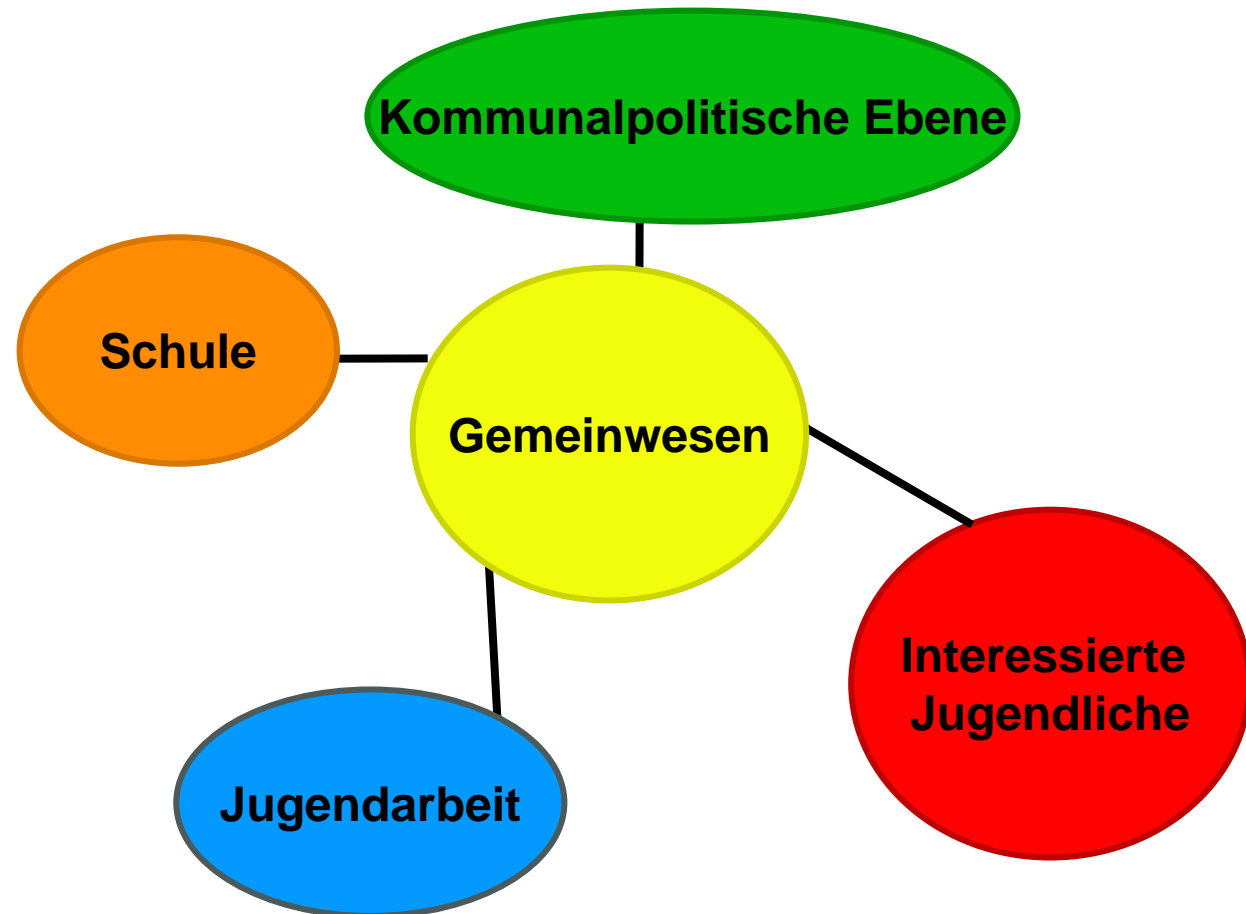 Kommunalpolitische Ebene
Schule
Gemeinwesen
Interessierte
Jugendliche
Jugendarbeit